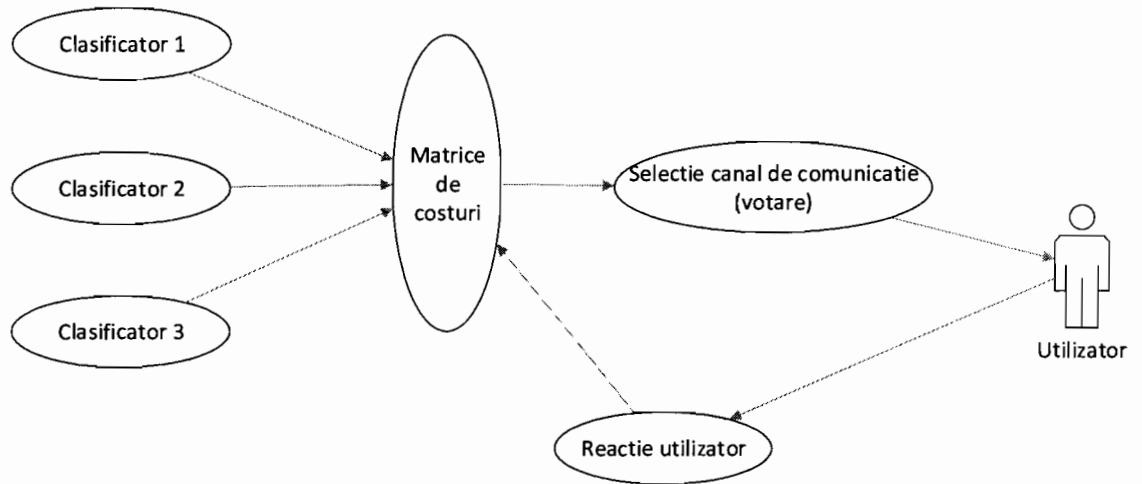 Clasificator 1
Clasificator 2
Clasificator 3
Matrice
de
costuri
Selectie canal de comunicatie
(votare)
Utilizator
Reactie utilizator